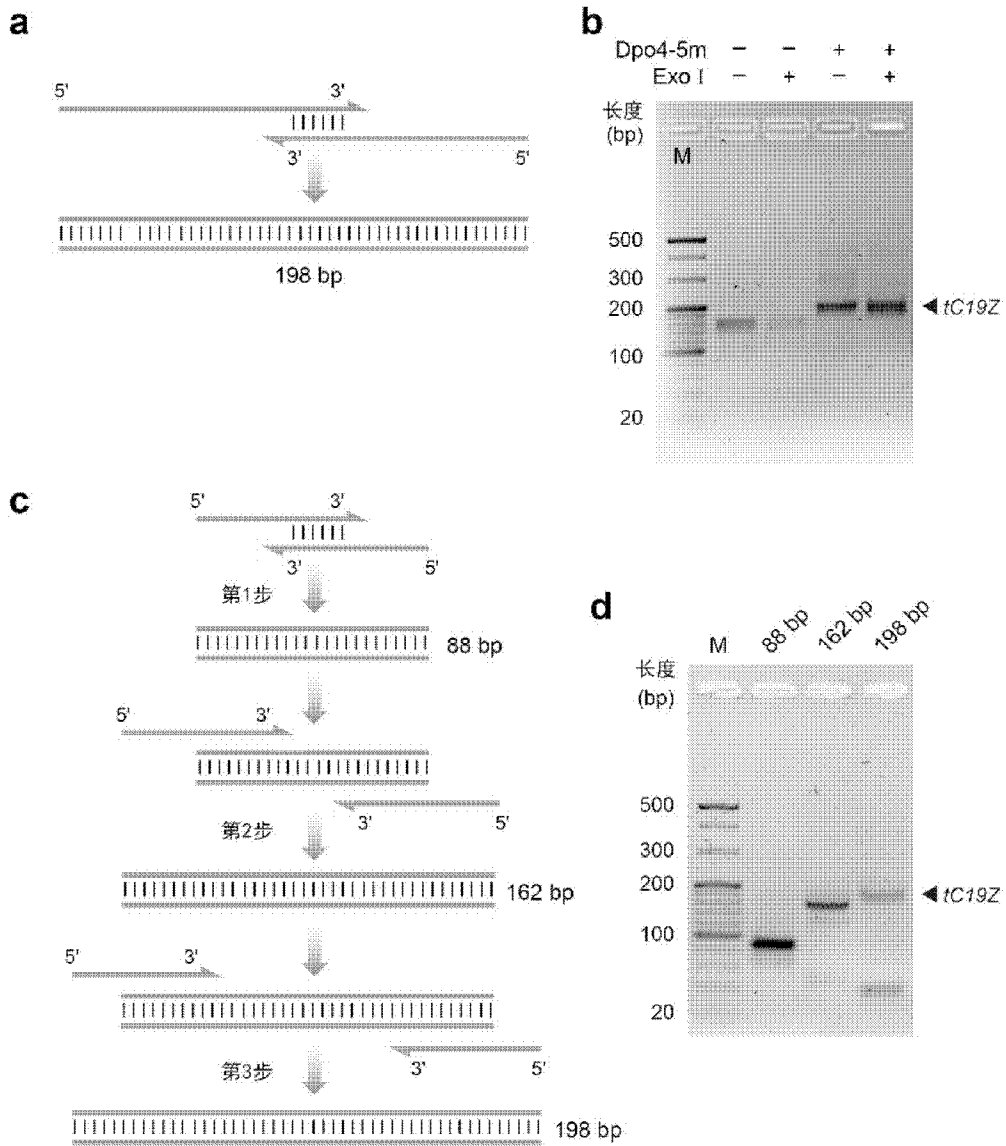 a
5' 3'
3' 5'
198 bp
b
Dpo4-5m − − + +
Exo I − + − +
长度
(bp)
M
500
300
200
100
20
◄ tC19Z
c
5' 3'
3' 5'
第1步
88 bp
5' 3'
3' 5'
第2步
162 bp
5' 3'
3' 5'
第3步
198 bp
d
M 88 bp 162 bp 198 bp
长度
(bp)
500
300
200
100
20
◄ tC19Z